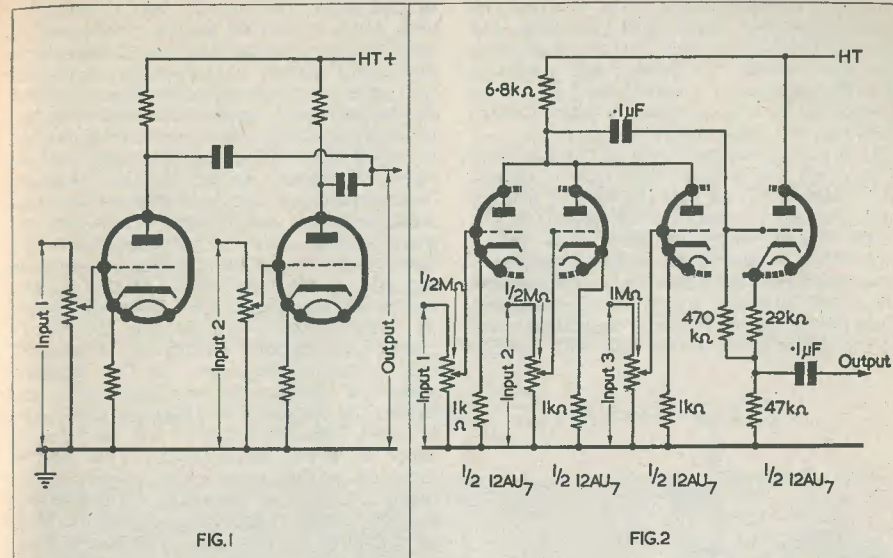 HT+
Input 1
Input 2
Output
FIG.1
HT
6·8kΩ
·1μF
1/2MΩ
1/2MΩ
1MΩ
470
kΩ
22kΩ
·1μF
Output
Input 1
Input 2
Input 3
1k
Ω
1kΩ
1kΩ
47kΩ
1/2 12AU7
1/2 12AU7
1/2 12AU7
1/2 12AU7
FIG.2